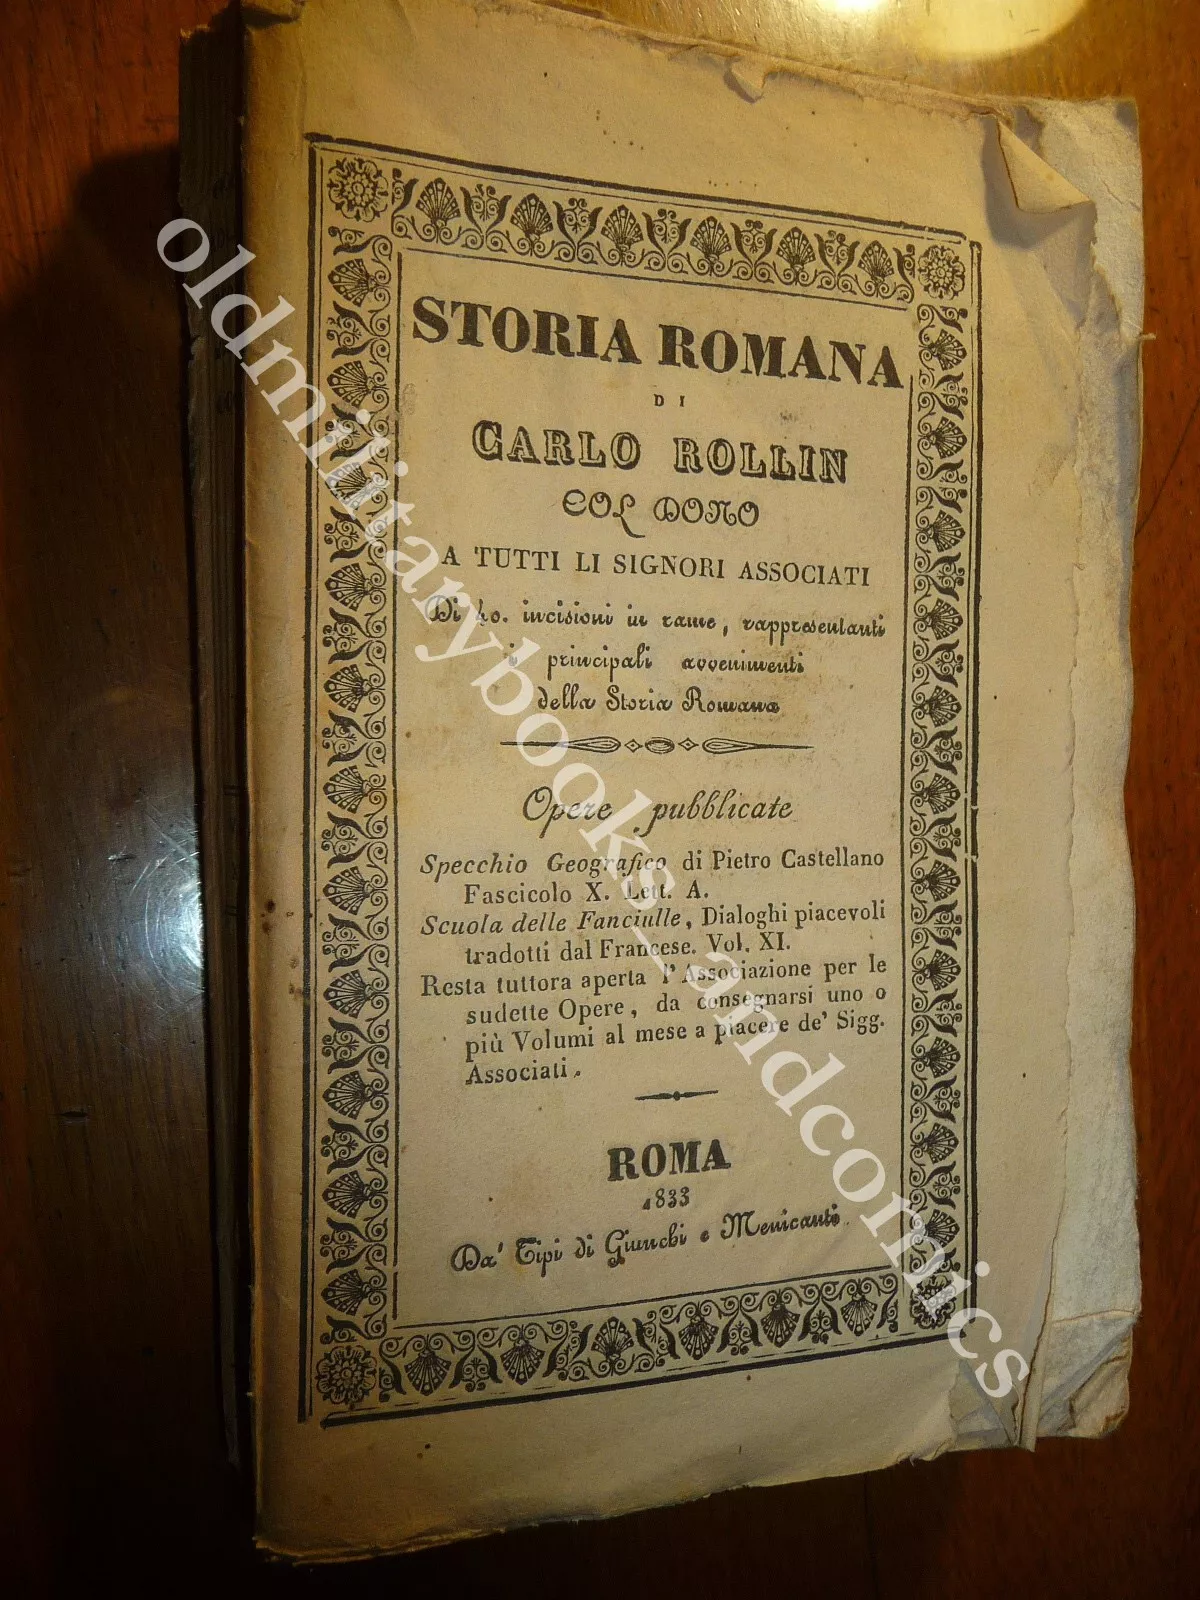 STORIA ROMANA
DI
CARLO ROLLIN
COL DONO
A TUTTI LI SIGNORI ASSOCIATI
Di 40. incisioni in rame, rappresentanti
i principali avvenimenti
della Storia Romana
Opere pubblicate
Specchio Geografico di Pietro Castellano
Fascicolo X. Lett. A.
Scuola delle Fanciulle, Dialoghi piacevoli
tradotti dal Francese. Vol. XI.
Resta tuttora aperta l'Associazione per le
sudette Opere, da consegnarsi uno o
più Volumi al mese a piacere de' Sigg.
Associati.
ROMA
1833
Da' Tipi di Giunchi e Menicanti
oldmilitarybooks_andcomics